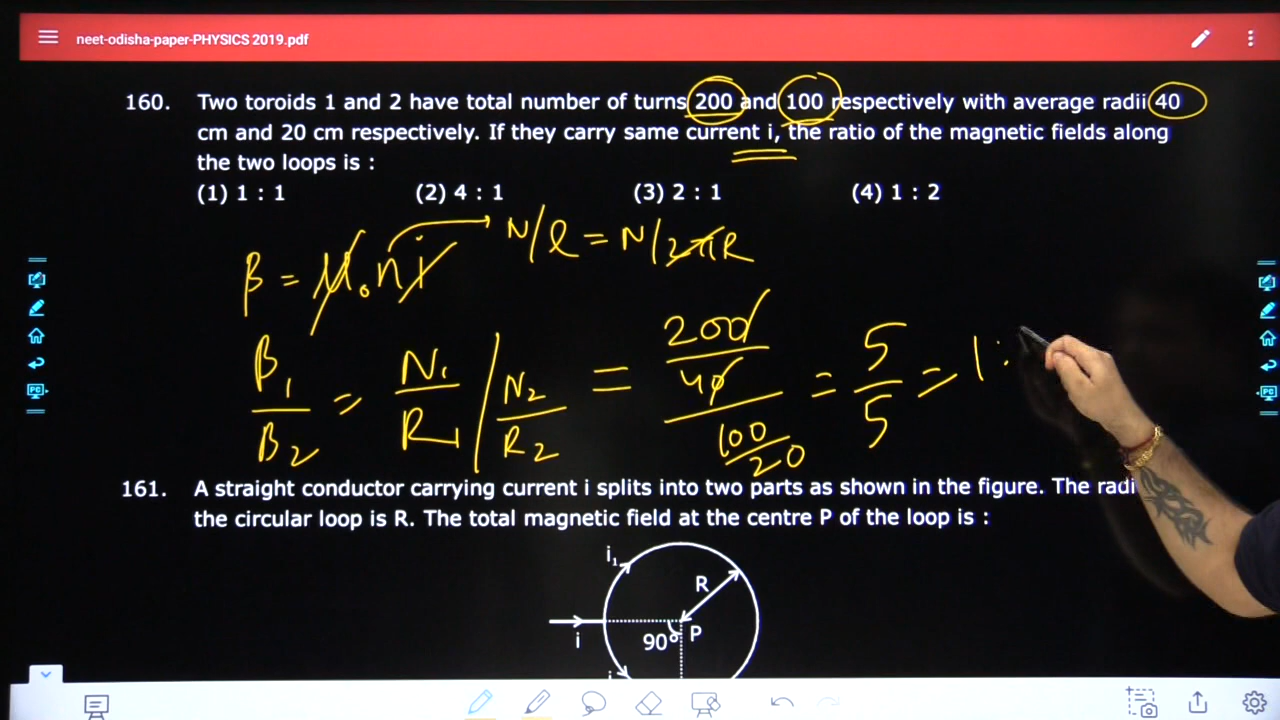 neet-odisha-paper-PHYSICS 2019.pdf
160. Two toroids 1 and 2 have total number of turns 200 and 100 respectively with average radii 40
cm and 20 cm respectively. If they carry same current i, the ratio of the magnetic fields along
the two loops is :
(1) 1 : 1 (2) 4 : 1 (3) 2 : 1 (4) 1 : 2
B = μ₀ni → N/l = N/2πR
B₁/B₂ = N₁/R₁ / N₂/R₂ = 200/40 / 100/20 = 5/5 = 1 :
161. A straight conductor carrying current i splits into two parts as shown in the figure. The radi
the circular loop is R. The total magnetic field at the centre P of the loop is :
i₁
R
i 90° P
PC
PC